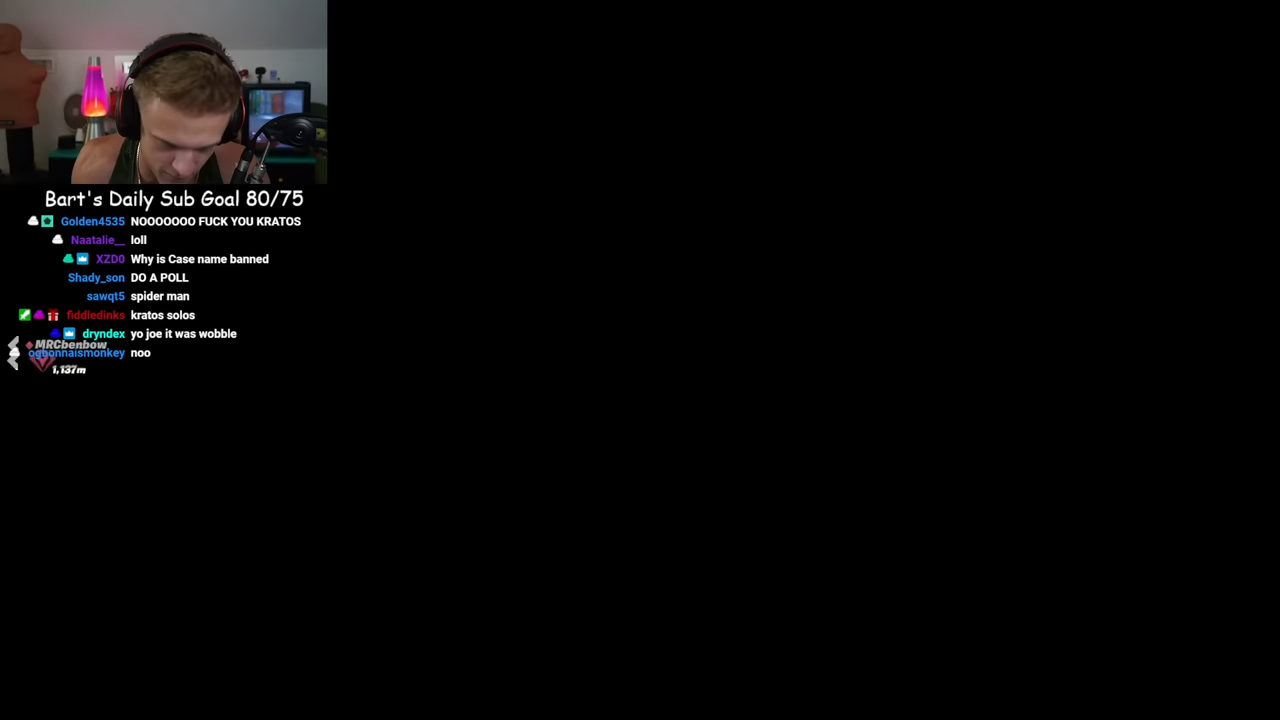 Bart's Daily Sub Goal 80/75
Golden4535 NOOOOOOO FUCK YOU KRATOS
Naatalie__ loll
XZD0 Why is Case name banned
Shady_son DO A POLL
sawqt5 spider man
fiddledinks kratos solos
dryndex yo joe it was wobble
MRCbenbow
ogbonnaismonkey noo
1,137m